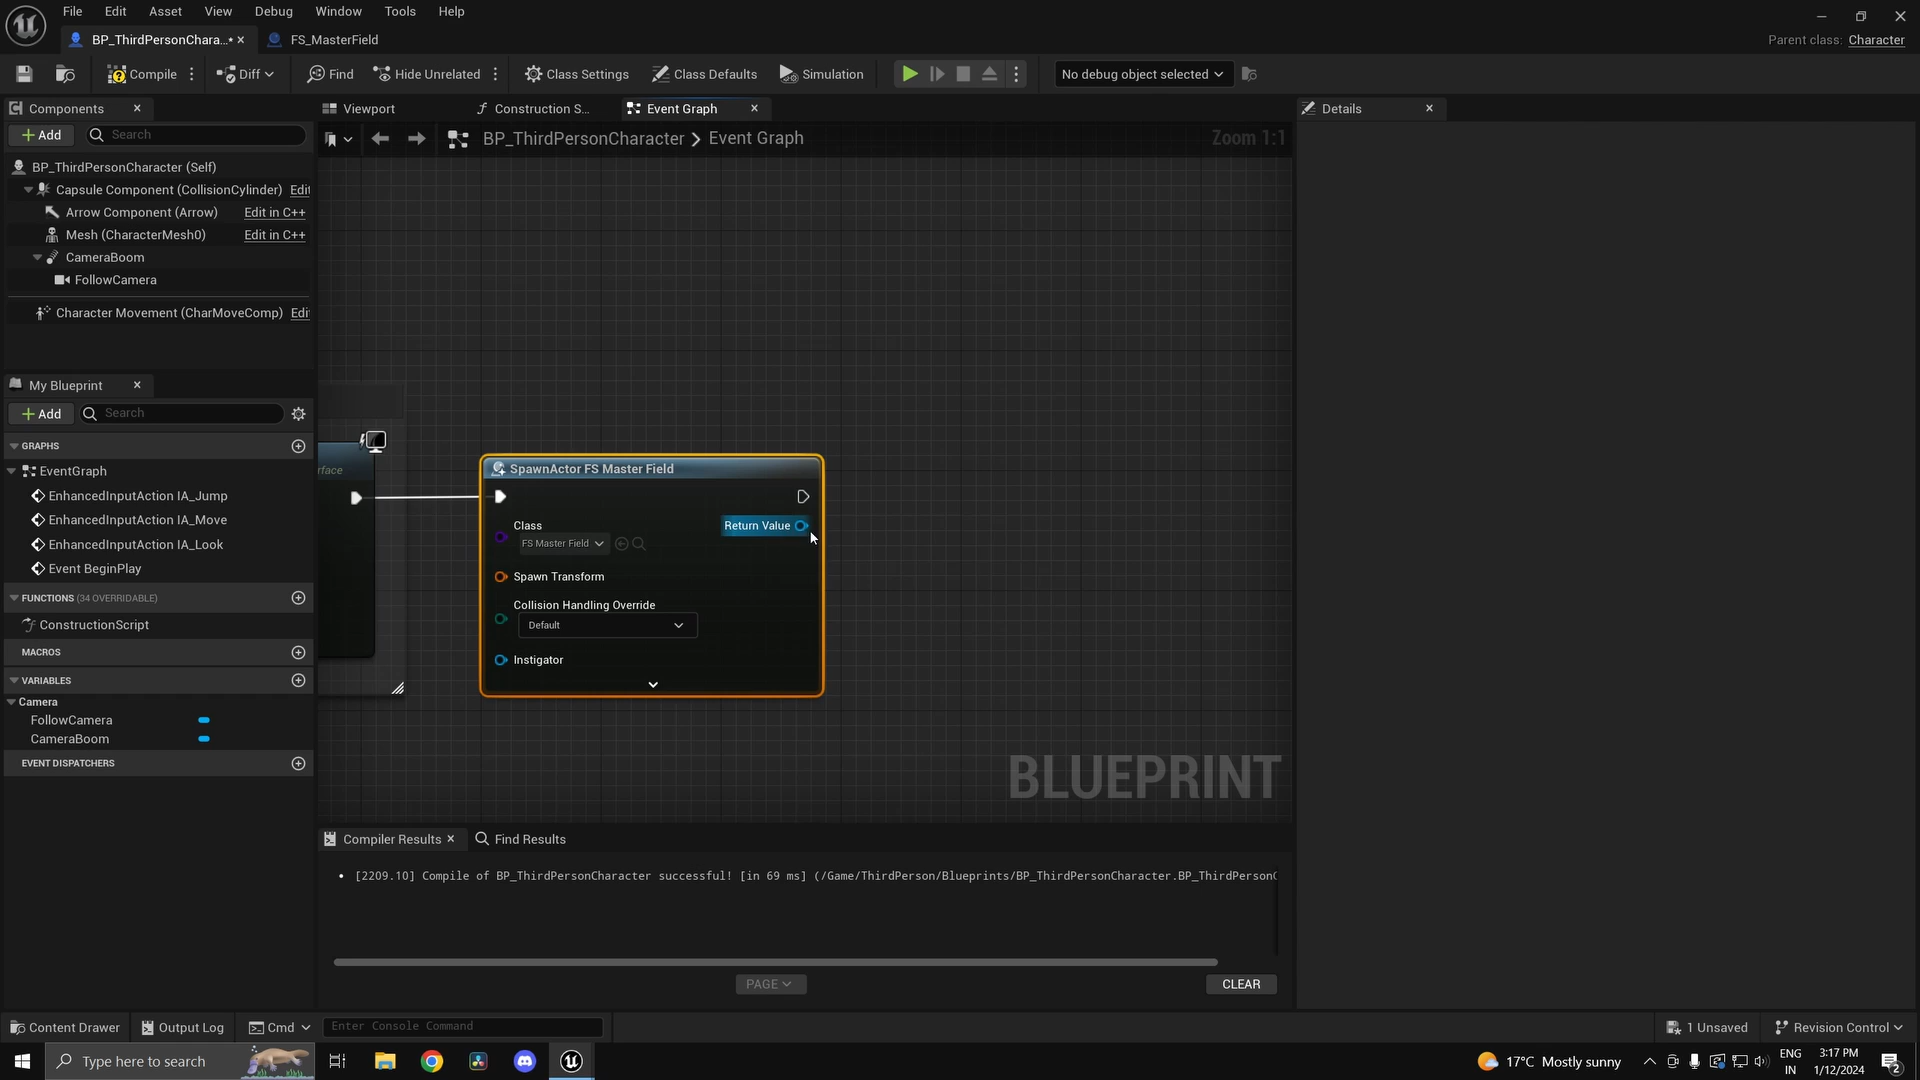 File Edit Asset View Debug Window Tools Help
BP_ThirdPersonChara...• FS_MasterField
Parent class: Character
Compile Diff Find Hide Unrelated Class Settings Class Defaults Simulation No debug object selected
Components
Add Search
BP_ThirdPersonCharacter (Self)
Capsule Component (CollisionCylinder) Edit
Arrow Component (Arrow) Edit in C++
Mesh (CharacterMesh0) Edit in C++
CameraBoom
FollowCamera
Character Movement (CharMoveComp) Edi
My Blueprint
Add Search
GRAPHS
EventGraph
EnhancedInputAction IA_Jump
EnhancedInputAction IA_Move
EnhancedInputAction IA_Look
Event BeginPlay
FUNCTIONS (34 OVERRIDABLE)
ConstructionScript
MACROS
VARIABLES
Camera
FollowCamera
CameraBoom
EVENT DISPATCHERS
Viewport Construction S... Event Graph
BP_ThirdPersonCharacter > Event Graph Zoom 1:1
rface
SpawnActor FS Master Field
Class Return Value
FS Master Field
Spawn Transform
Collision Handling Override
Default
Instigator
BLUEPRINT
Compiler Results Find Results
[2209.10] Compile of BP_ThirdPersonCharacter successful! [in 69 ms] (/Game/ThirdPerson/Blueprints/BP_ThirdPersonCharacter.BP_ThirdPersonC
PAGE CLEAR
Details
Content Drawer Output Log Cmd Enter Console Command 1 Unsaved Revision Control
Type here to search 17°C Mostly sunny ENG IN 3:17 PM 1/12/2024 2